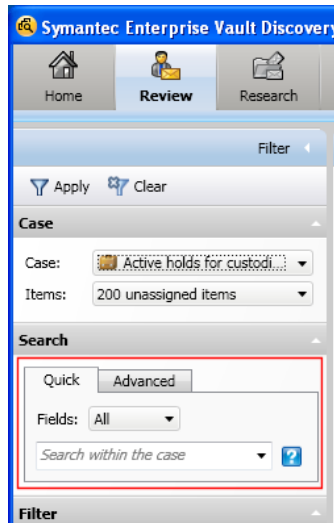 Symantec Enterprise Vault Discovery
Home Review Research
Filter
Apply Clear
Case
Case: Active holds for custodi...
Items: 200 unassigned items
Search
Quick Advanced
Fields: All
Search within the case ?
Filter